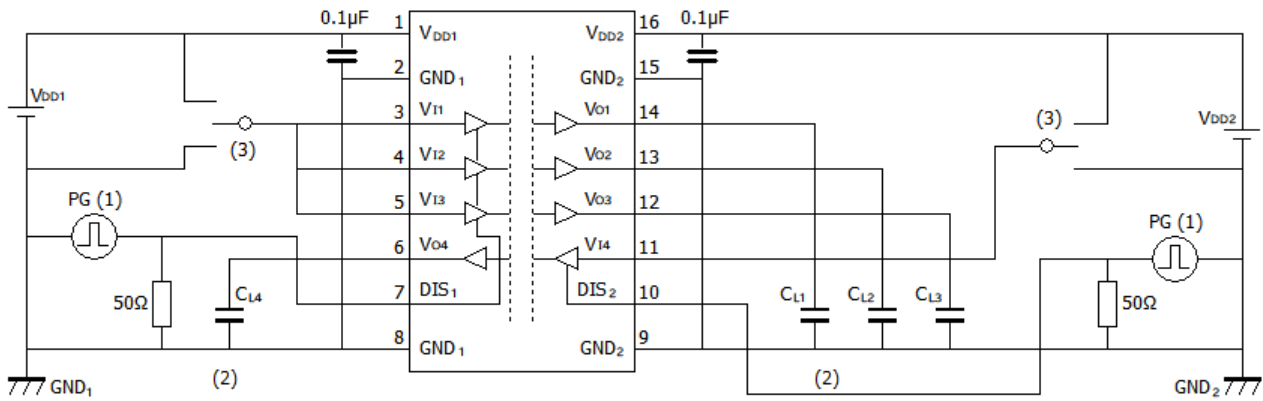 0.1µF 1 16 0.1µF
VDD1 VDD2
2 15
GND1 GND2
VDD1 3 VI1 VO1 14 VDD2
(3) (3)
4 VI2 VO2 13
5 VI3 VO3 12
PG (1) PG (1)
6 VO4 VI4 11
7 DIS1 DIS2 10
50Ω CL4 CL1 CL2 CL3 50Ω
8 GND1 GND2 9
GND1 (2) (2) GND2